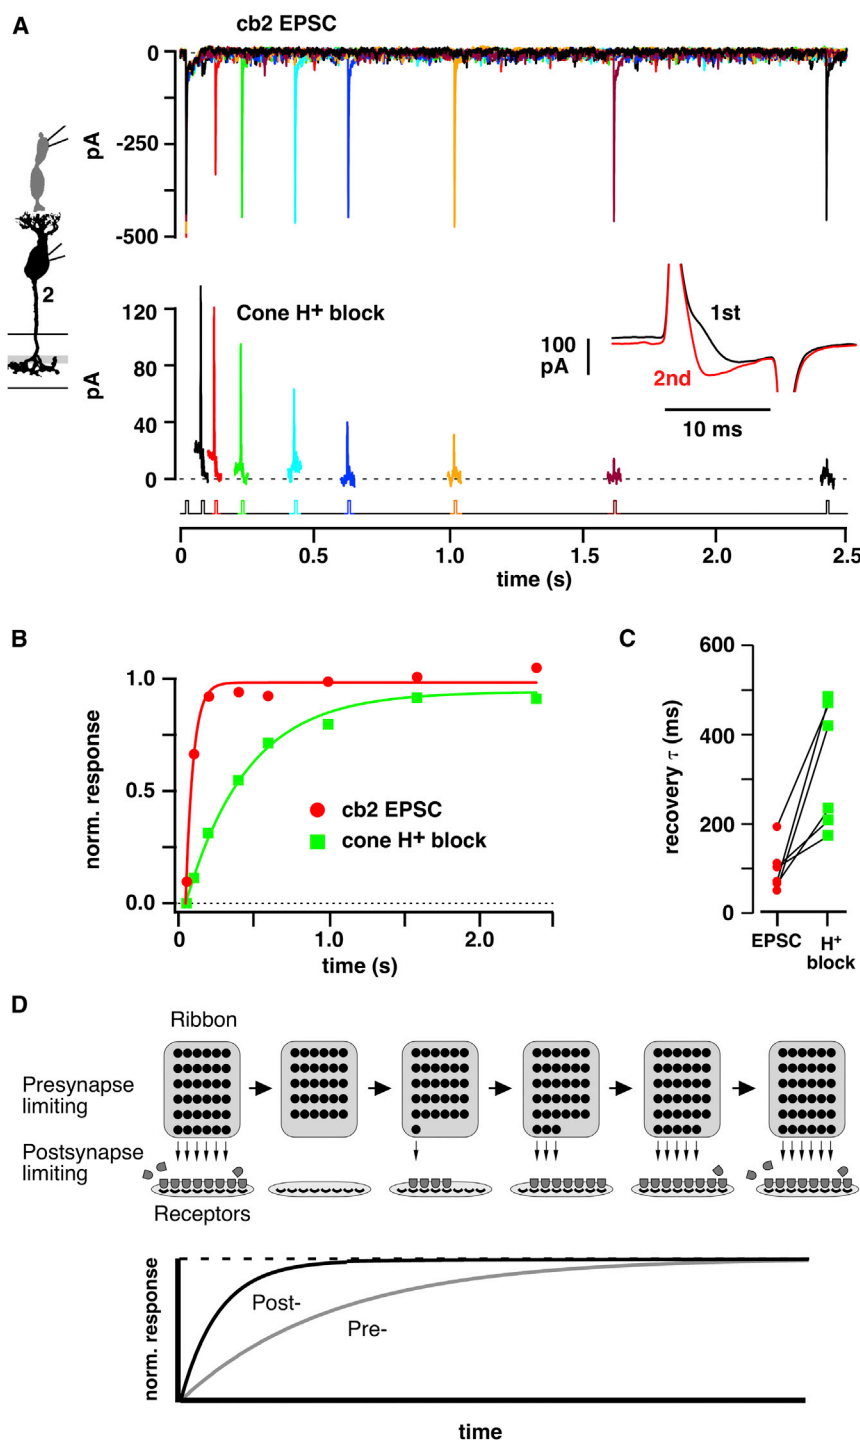 A
cb2 EPSC
0
-250
-500
pA
2
Cone H+ block
120
80
40
0
pA
1st
100
pA
2nd
10 ms
0
0.5
1.0
1.5
2.0
2.5
time (s)
B
1.0
0.5
0.0
norm. response
cb2 EPSC
cone H+ block
0
1.0
2.0
time (s)
C
600
400
200
0
recovery τ (ms)
EPSC
H+
block
D
Ribbon
Presynapse
limiting
Postsynapse
limiting
Receptors
norm. response
Post-
Pre-
time